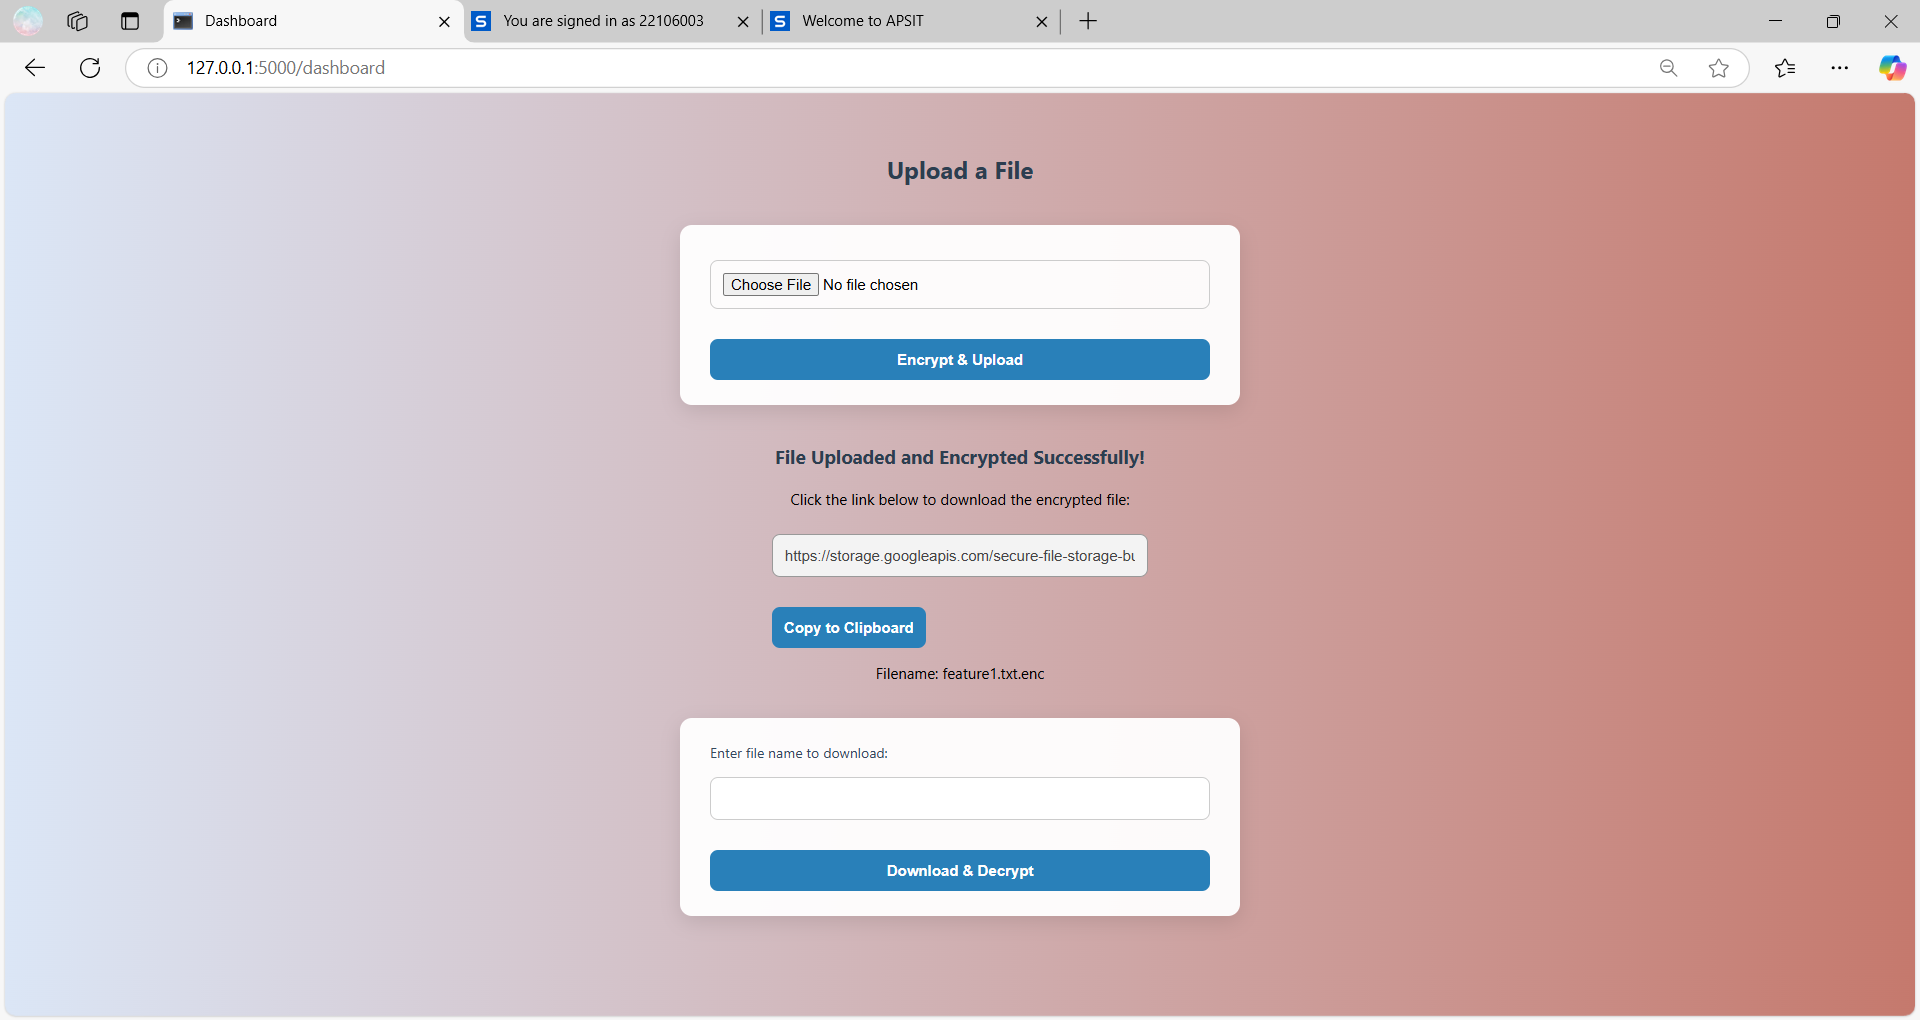 Dashboard
You are signed in as 22106003
Welcome to APSIT
127.0.0.1:5000/dashboard
Upload a File
Choose File No file chosen
Encrypt & Upload
File Uploaded and Encrypted Successfully!
Click the link below to download the encrypted file:
https://storage.googleapis.com/secure-file-storage-bu
Copy to Clipboard
Filename: feature1.txt.enc
Enter file name to download:
Download & Decrypt